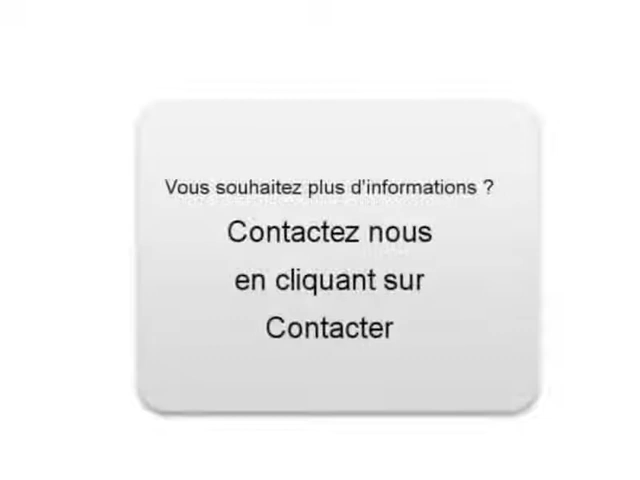 Vous souhaitez plus d'informations ?
Contactez nous
en cliquant sur
Contacter